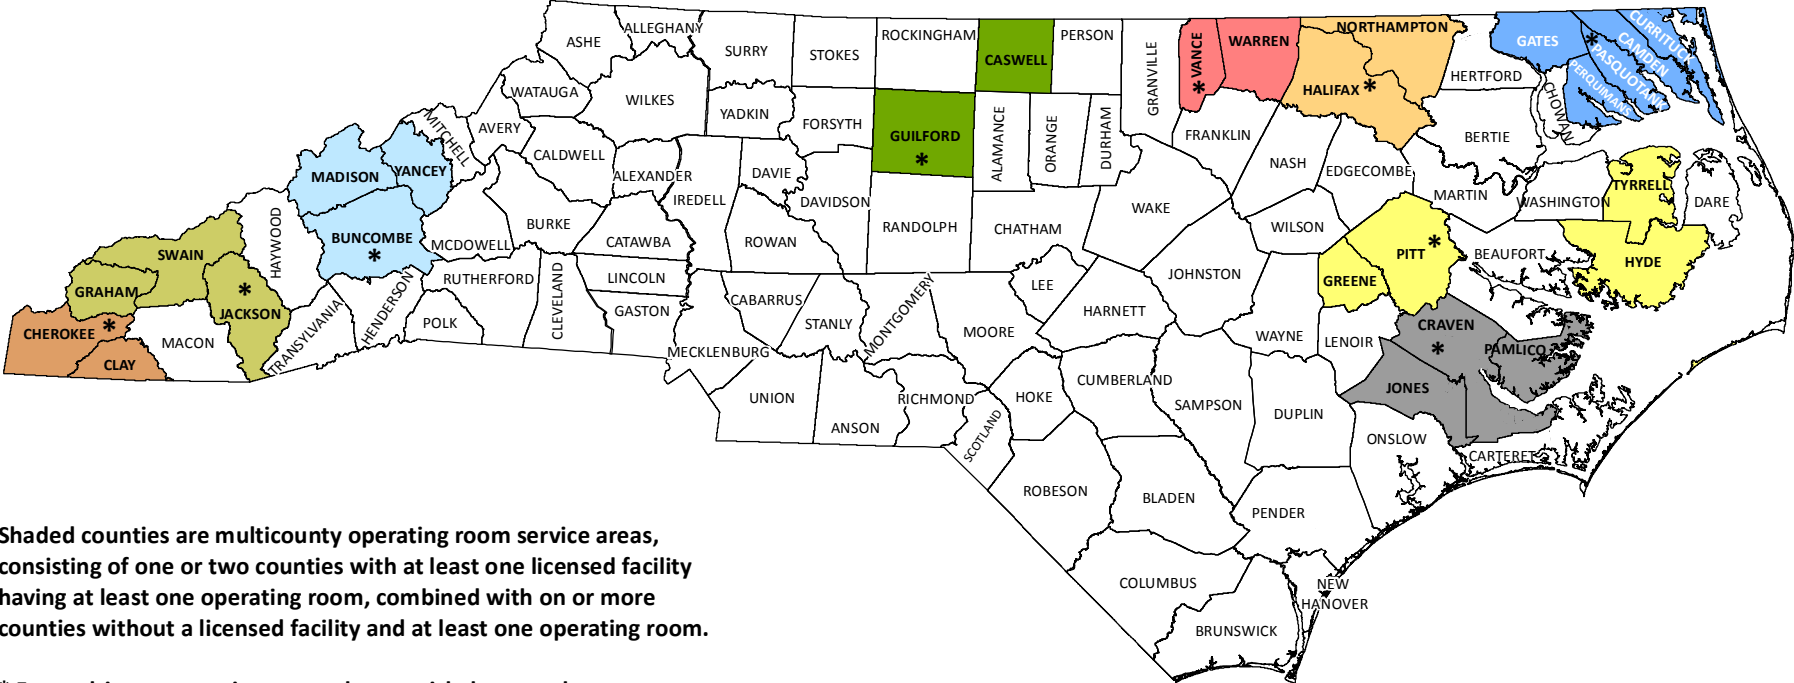 ASHE
ALLEGHANY
SURRY
STOKES
ROCKINGHAM
CASWELL
PERSON
GRANVILLE
VANCE
*
WARREN
NORTHAMPTON
HALIFAX *
HERTFORD
GATES
*
CURRITUCK
CAMDEN
PASQUOTANK
PERQUIMANS
CHOWAN
WATAUGA
WILKES
YADKIN
FORSYTH
GUILFORD
*
ALAMANCE
ORANGE
DURHAM
FRANKLIN
NASH
EDGECOMBE
BERTIE
MARTIN
WASHINGTON
TYRRELL
DARE
MITCHELL
AVERY
CALDWELL
ALEXANDER
IREDELL
DAVIE
DAVIDSON
RANDOLPH
CHATHAM
WAKE
WILSON
MADISON
YANCEY
BUNCOMBE
*
MCDOWELL
BURKE
CATAWBA
ROWAN
HAYWOOD
SWAIN
GRAHAM
*
JACKSON
CHEROKEE *
CLAY
MACON
TRANSYLVANIA
HENDERSON
RUTHERFORD
POLK
CLEVELAND
LINCOLN
GASTON
MECKLENBURG
CABARRUS
STANLY
MONTGOMERY
MOORE
LEE
HARNETT
JOHNSTON
WAYNE
GREENE
PITT
*
BEAUFORT
HYDE
LENOIR
CRAVEN
*
PAMLICO
JONES
UNION
ANSON
RICHMOND
SCOTLAND
HOKE
CUMBERLAND
SAMPSON
DUPLIN
ONSLOW
CARTERET
ROBESON
BLADEN
PENDER
COLUMBUS
BRUNSWICK
NEW
HANOVER
Shaded counties are multicounty operating room service areas,
consisting of one or two counties with at least one licensed facility
having at least one operating room, combined with on or more
counties without a licensed facility and at least one operating room.